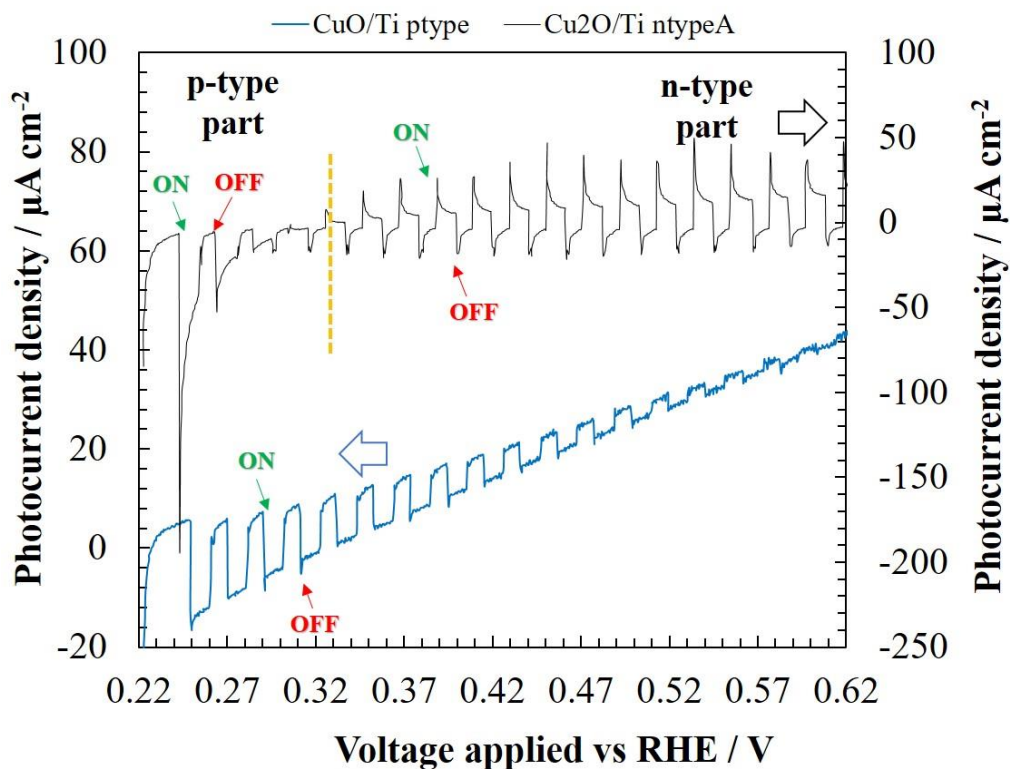 CuO/Ti ptype
Cu2O/Ti ntypeA
100
80
60
40
20
0
-20
Photocurrent density / µA cm-2
p-type
part
n-type
part
ON
OFF
ON
OFF
ON
OFF
100
50
0
-50
-100
-150
-200
-250
Photocurrent density / µA cm-2
0.22 0.27 0.32 0.37 0.42 0.47 0.52 0.57 0.62
Voltage applied vs RHE / V